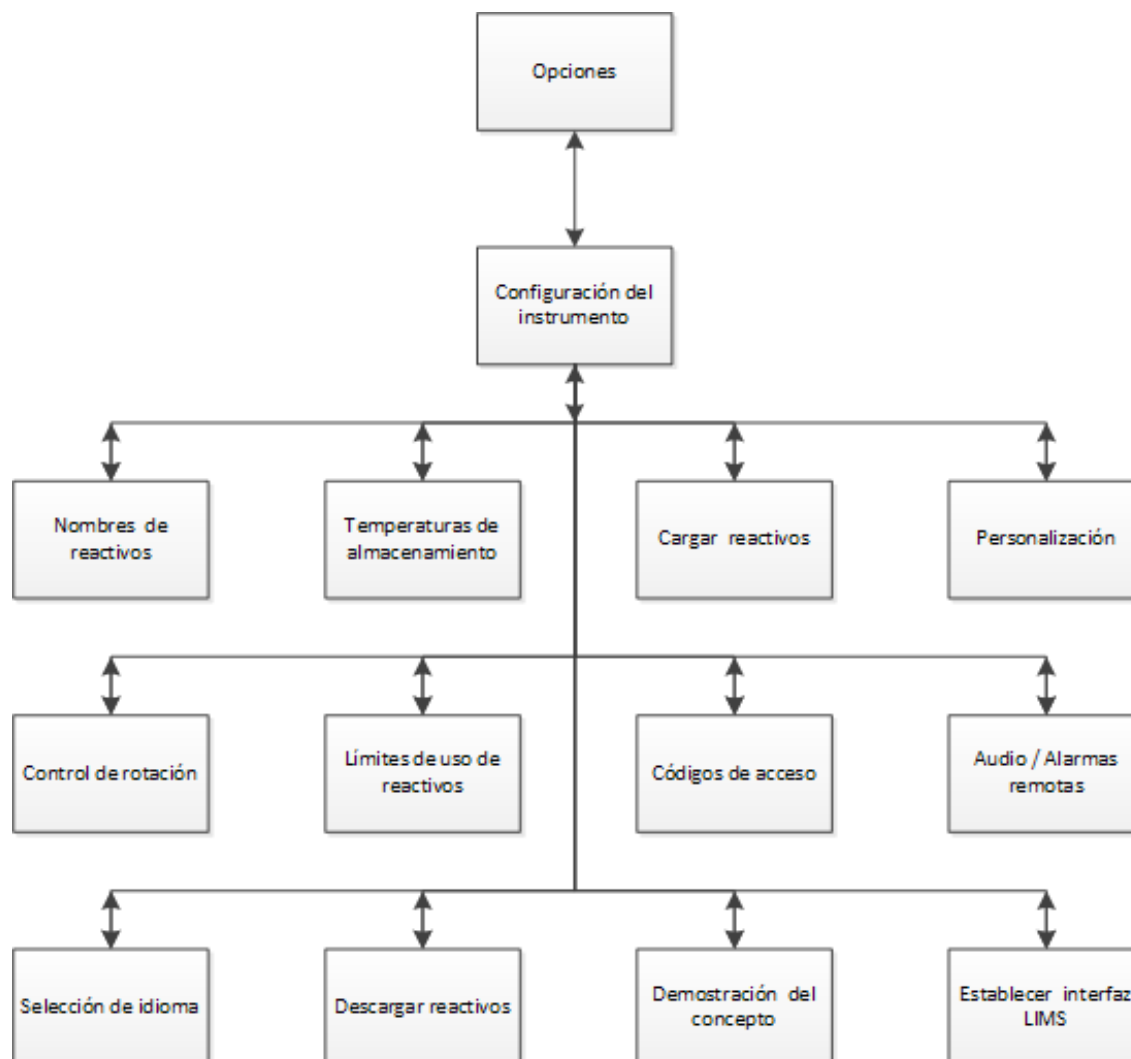 Opciones
Configuración del
instrumento
Nombres de
reactivos
Temperaturas de
almacenamiento
Cargar reactivos
Personalización
Control de rotación
Límites de uso de
reactivos
Códigos de acceso
Audio / Alarmas
remotas
Selección de idioma
Descargar reactivos
Demostración del
concepto
Establecer interfaz
LIMS